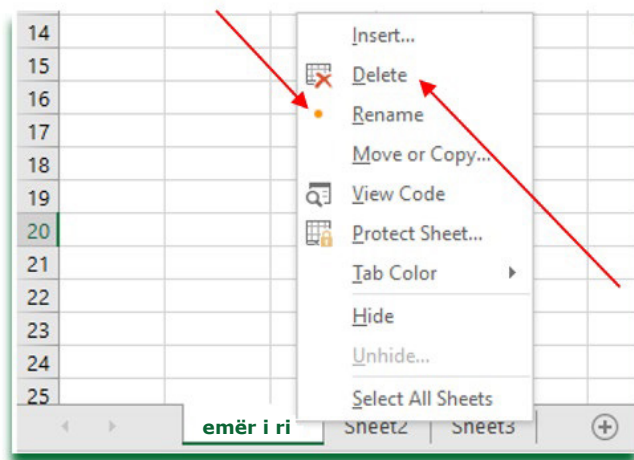 14
15
16
17
18
19
20
21
22
23
24
25
Insert...
Delete
Rename
Move or Copy...
View Code
Protect Sheet...
Tab Color
Hide
Unhide...
Select All Sheets
emër i ri Sheet2 Sheet3